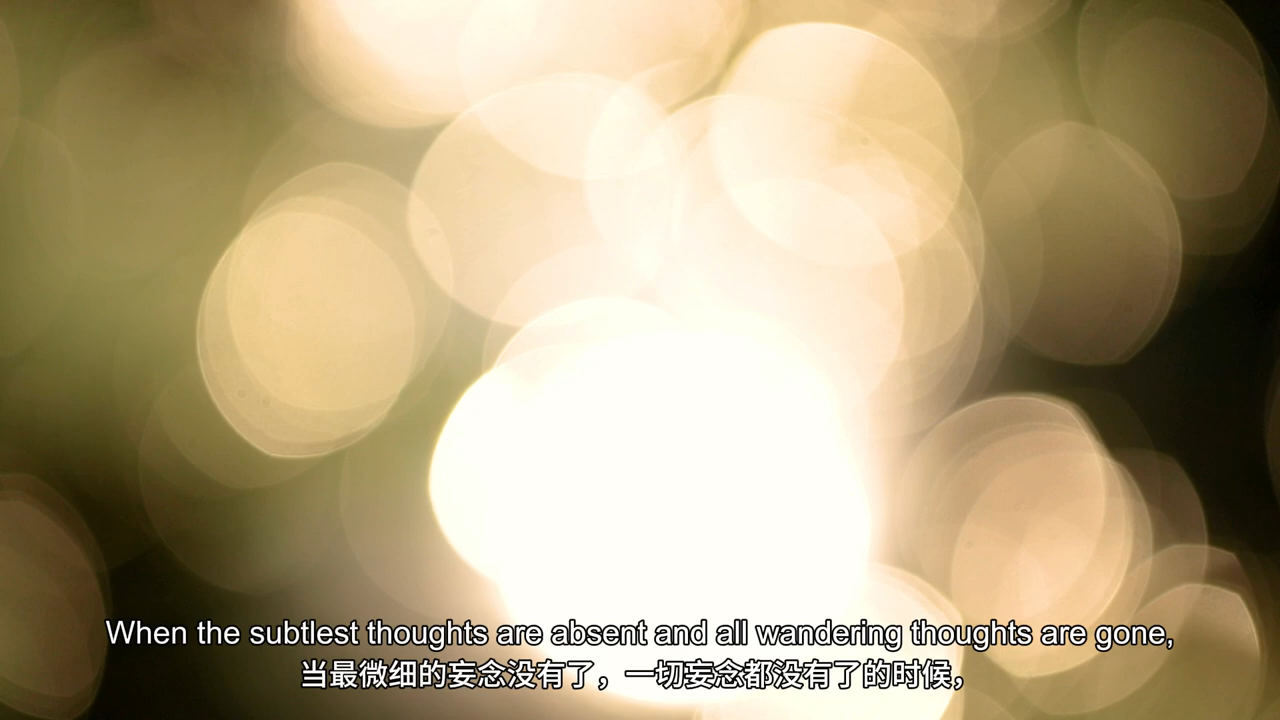 When the subtlest thoughts are absent and all wandering thoughts are gone,
当最微细的妄念没有了，一切妄念都没有了的时候，